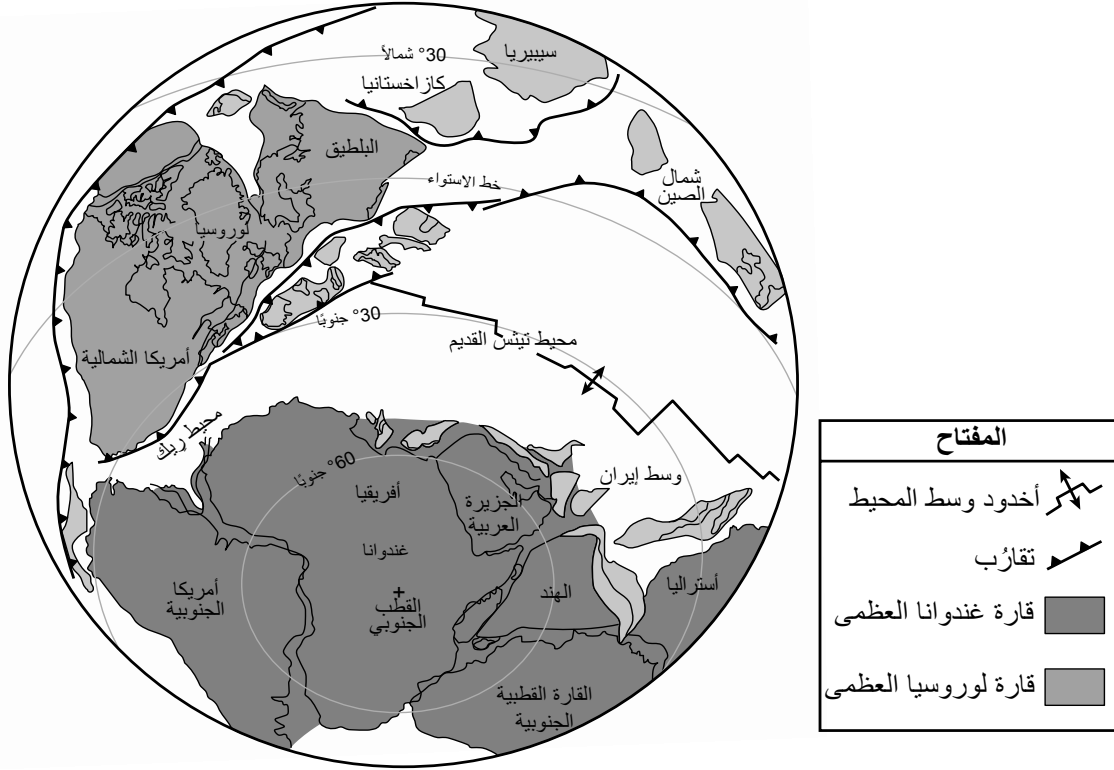 سيبيريا
30° شمالاً
كازاخستانيا
البلطيق
شمال
الصين
خط الاستواء
لوروسيا
30° جنوبًا
محيط تيثس القديم
أمريكا الشمالية
محيط ريك
60° جنوبًا
وسط إيران
أفريقيا
الجزيرة
العربية
غندوانا
أمريكا
الجنوبية
القطب
الجنوبي
الهند
أستراليا
القارة القطبية
الجنوبية
المفتاح
أخدود وسط المحيط
تقارُب
قارة غندوانا العظمى
قارة لوروسيا العظمى